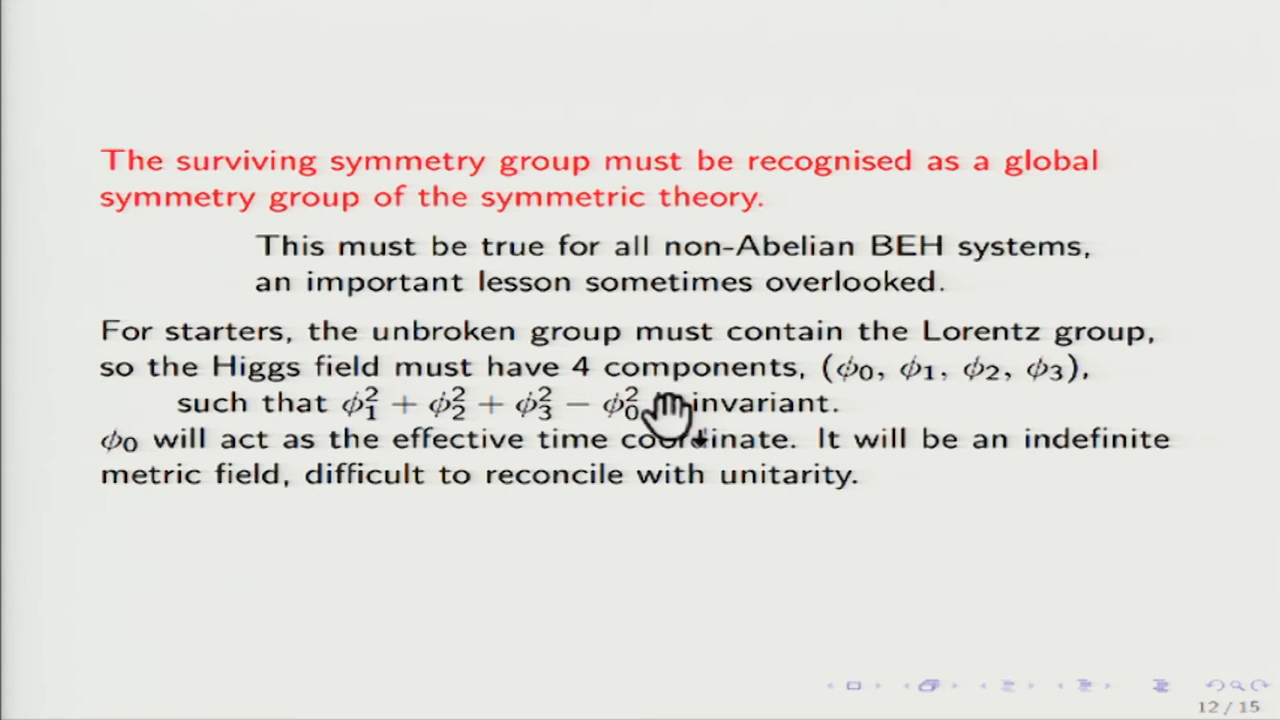 The surviving symmetry group must be recognised as a global
symmetry group of the symmetric theory.
This must be true for all non-Abelian BEH systems,
an important lesson sometimes overlooked.
For starters, the unbroken group must contain the Lorentz group,
so the Higgs field must have 4 components, (ϕ₀, ϕ₁, ϕ₂, ϕ₃),
such that ϕ₁² + ϕ₂² + ϕ₃² − ϕ₀² invariant.
ϕ₀ will act as the effective time coordinate. It will be an indefinite
metric field, difficult to reconcile with unitarity.
12 / 15